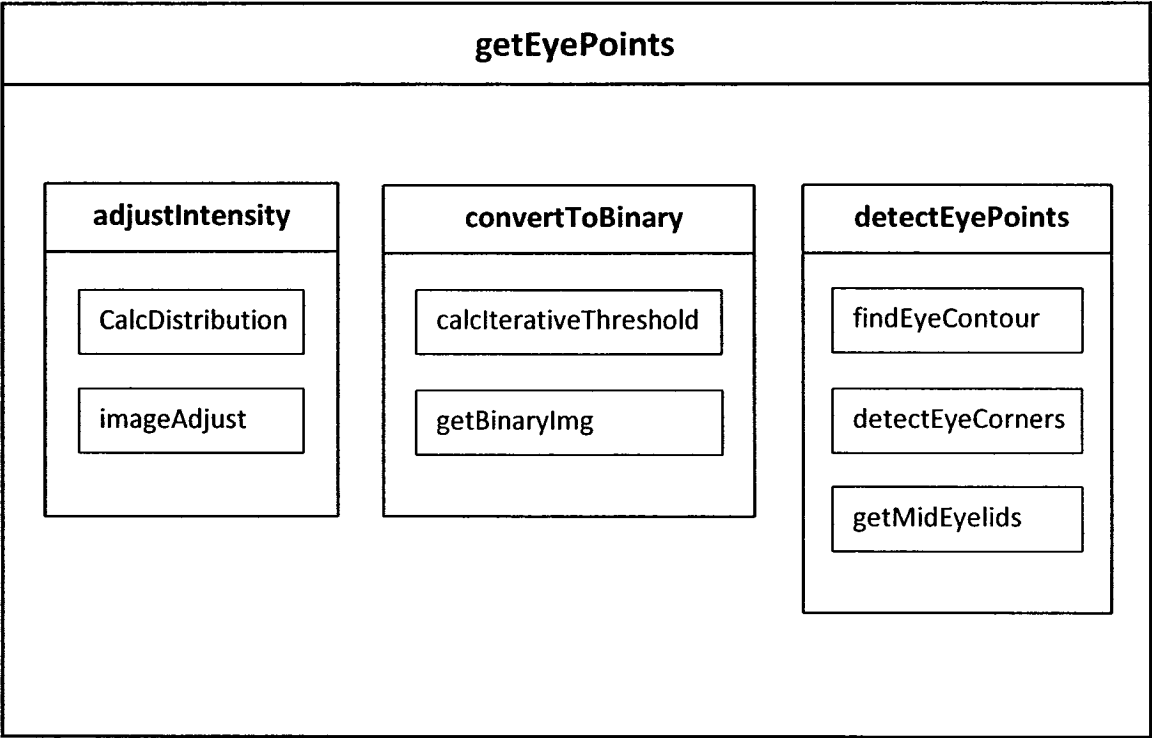 getEyePoints
adjustIntensity
CalcDistribution
imageAdjust
convertToBinary
calcIterativeThreshold
getBinaryImg
detectEyePoints
findEyeContour
detectEyeCorners
getMidEyelids